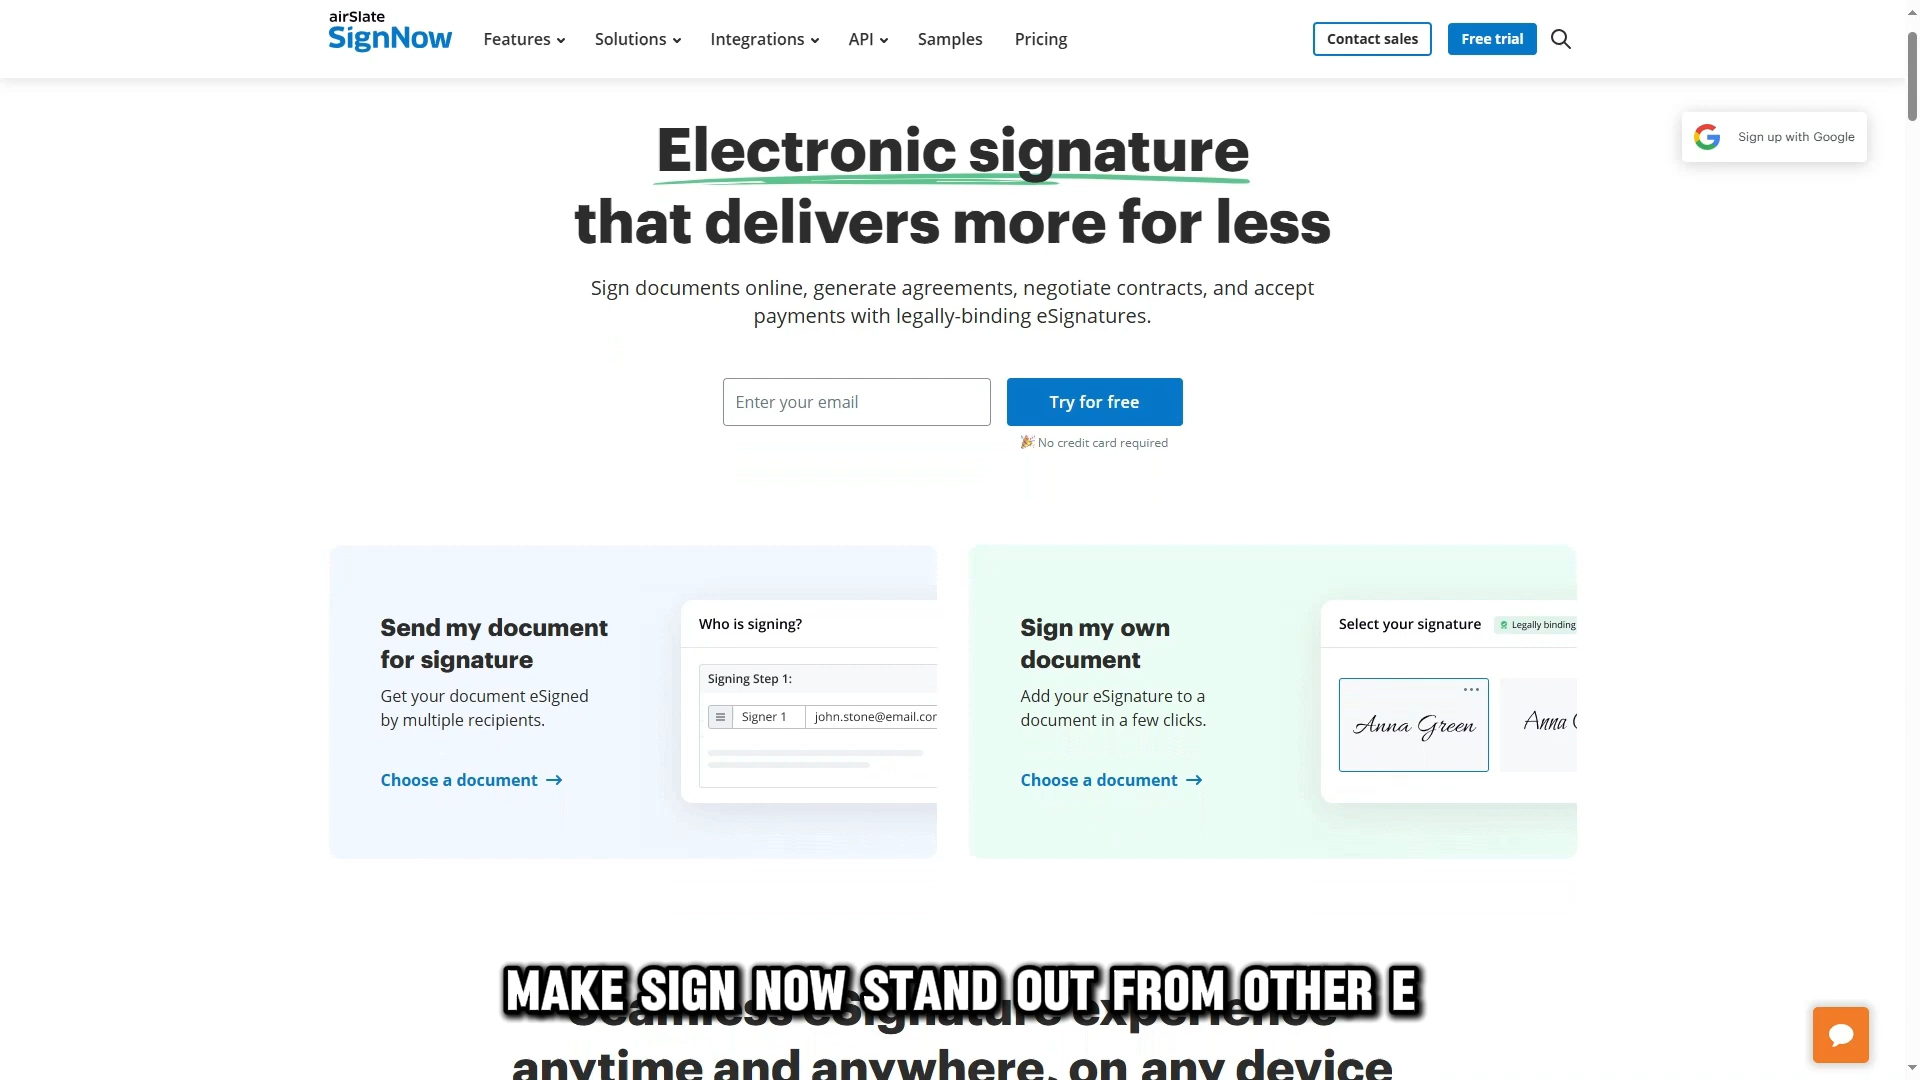 airSlate
SignNow
Features
Solutions
Integrations
API
Samples
Pricing
Contact sales
Free trial
Sign up with Google
Electronic signature
that delivers more for less
Sign documents online, generate agreements, negotiate contracts, and accept
payments with legally-binding eSignatures.
Enter your email
Try for free
No credit card required
Send my document
for signature
Get your document eSigned
by multiple recipients.
Choose a document
Who is signing?
Signing Step 1:
Signer 1
john.stone@email.cor
Sign my own
document
Add your eSignature to a
document in a few clicks.
Choose a document
Select your signature
Legally binding
Anna Green
Anna
MAKE SIGN NOW STAND OUT FROM OTHER E
Seamless eSignature experience
anytime and anywhere, on any device